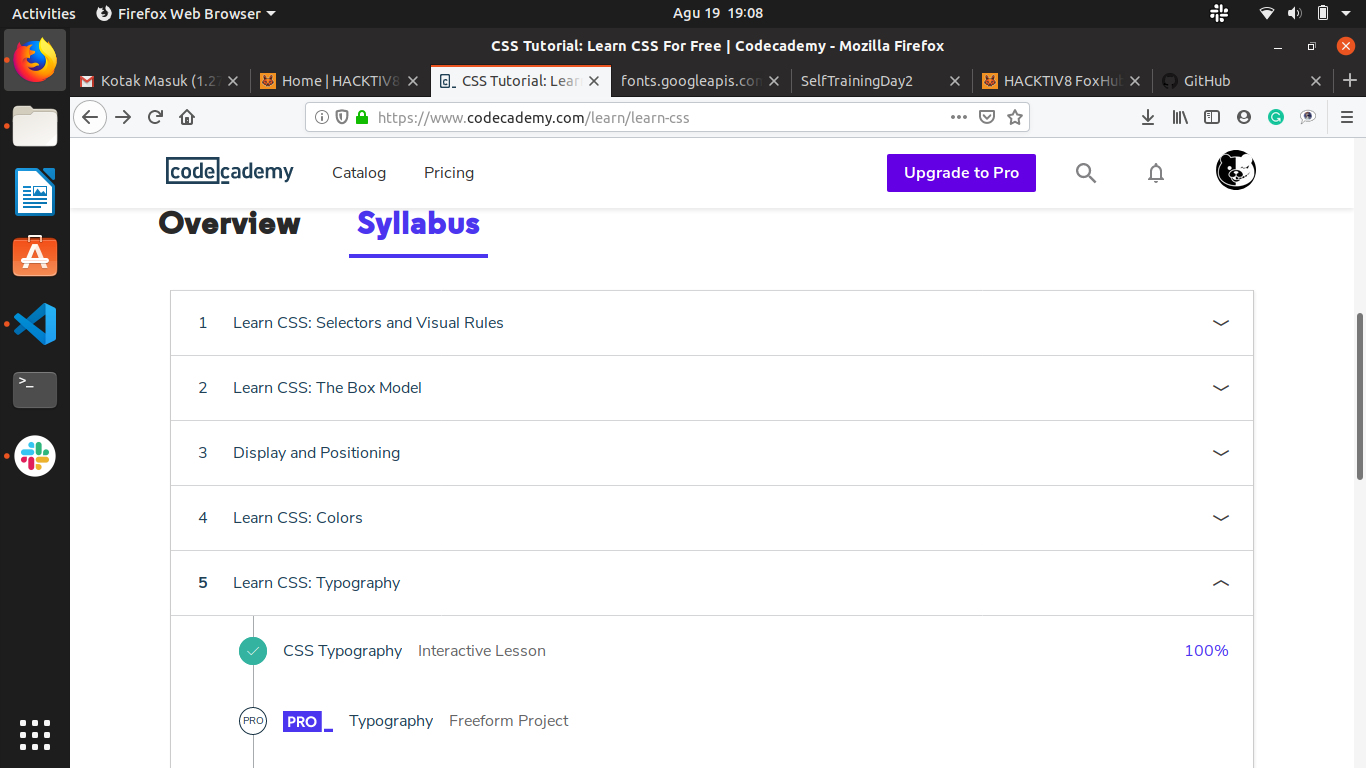 Activities Firefox Web Browser Agu 19 19:08
CSS Tutorial: Learn CSS For Free | Codecademy - Mozilla Firefox
Kotak Masuk (1.27 Home | HACKTIV8 CSS Tutorial: Lear fonts.googleapis.com SelfTrainingDay2 HACKTIV8 FoxHub GitHub
https://www.codecademy.com/learn/learn-css
codecademy Catalog Pricing Upgrade to Pro
Overview Syllabus
1 Learn CSS: Selectors and Visual Rules
2 Learn CSS: The Box Model
3 Display and Positioning
4 Learn CSS: Colors
5 Learn CSS: Typography
CSS Typography Interactive Lesson 100%
PRO PRO_ Typography Freeform Project